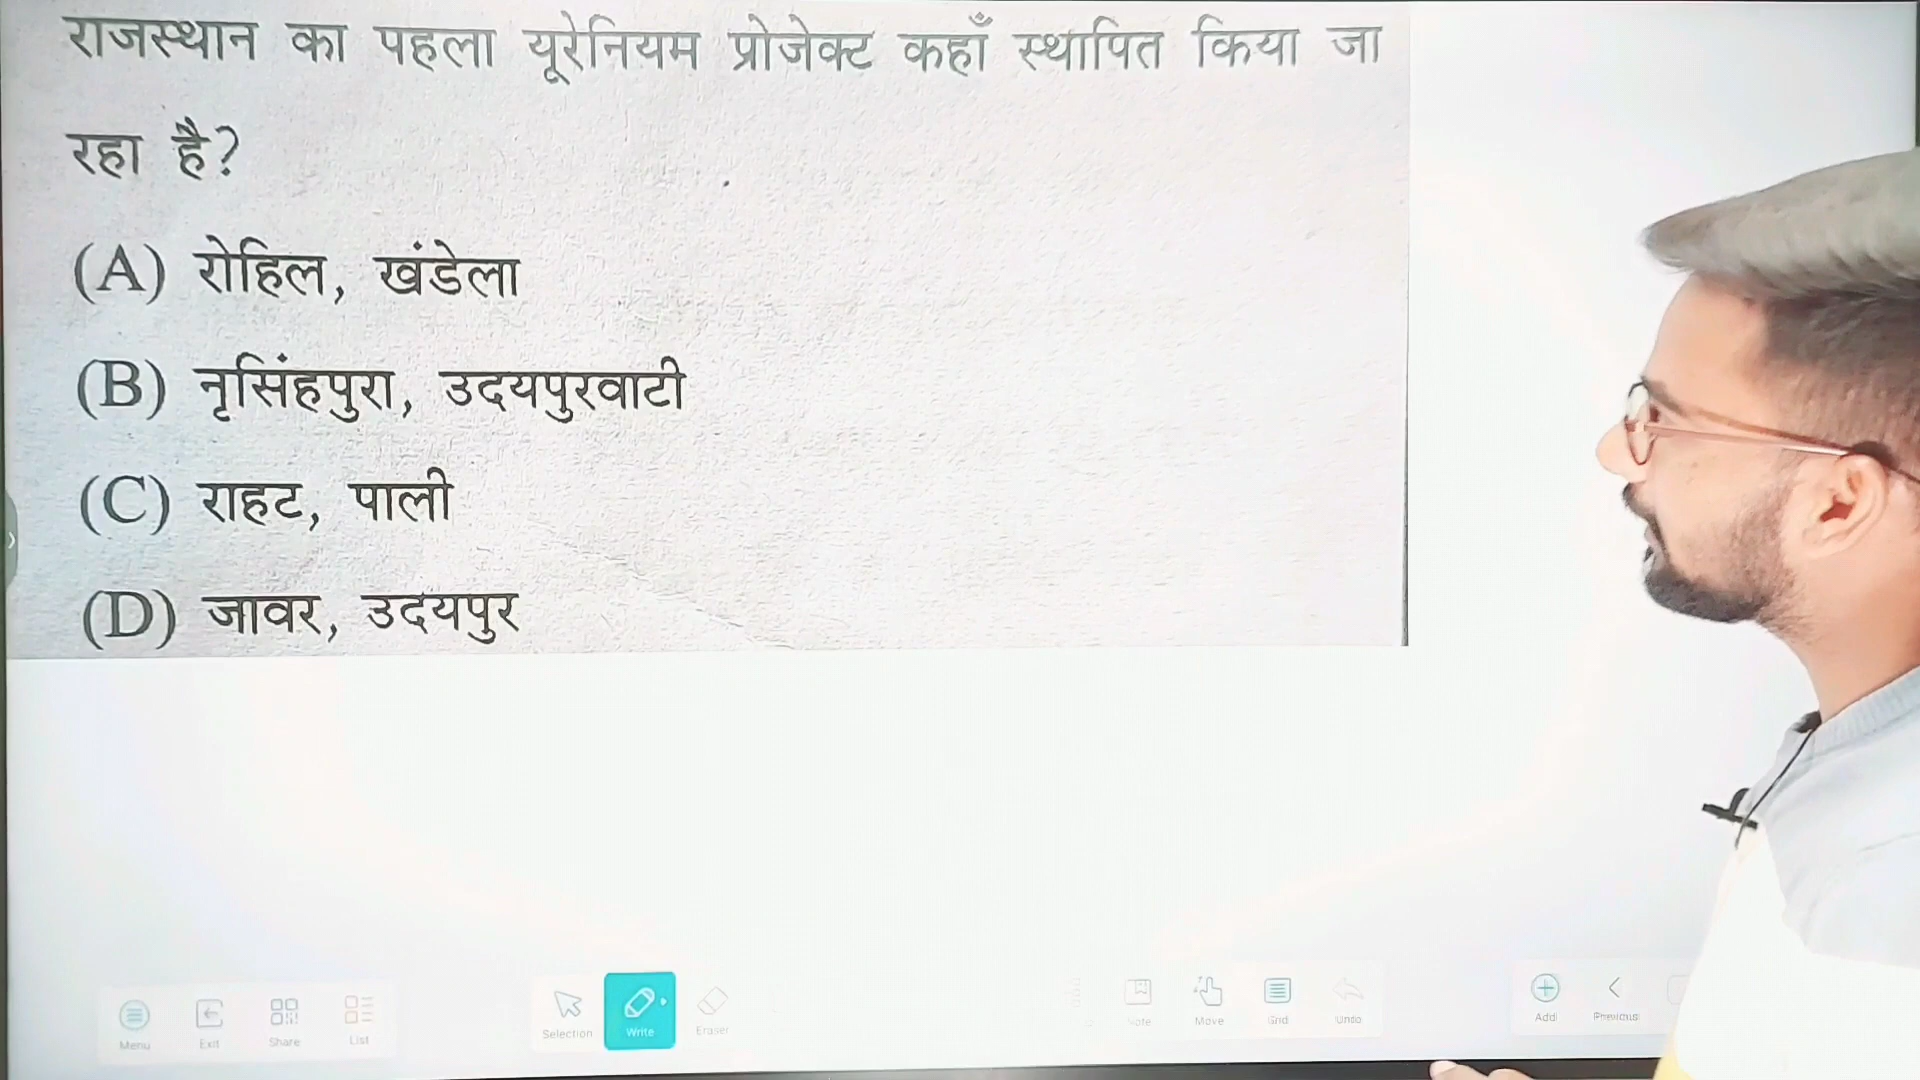 राजस्थान का पहला यूरेनियम प्रोजेक्ट कहाँ स्थापित किया जा
रहा है?
(A) रोहिल, खंडेला
(B) नृसिंहपुरा, उदयपुरवाटी
(C) राहट, पाली
(D) जावर, उदयपुर
Menu Exit Share List Selection Write Eraser Note Move Grid Undo Add Previous